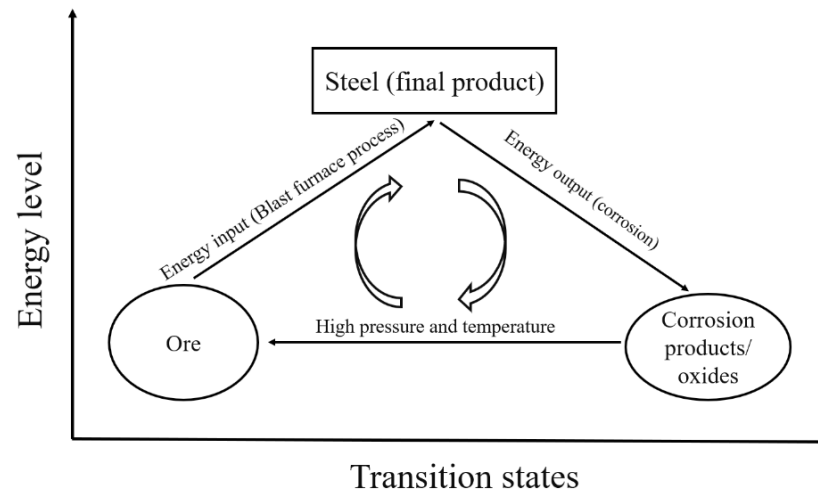 Energy level
Steel (final product)
Energy input (Blast furnace process)
Energy output (corrosion)
Ore
High pressure and temperature
Corrosion
products/
oxides
Transition states